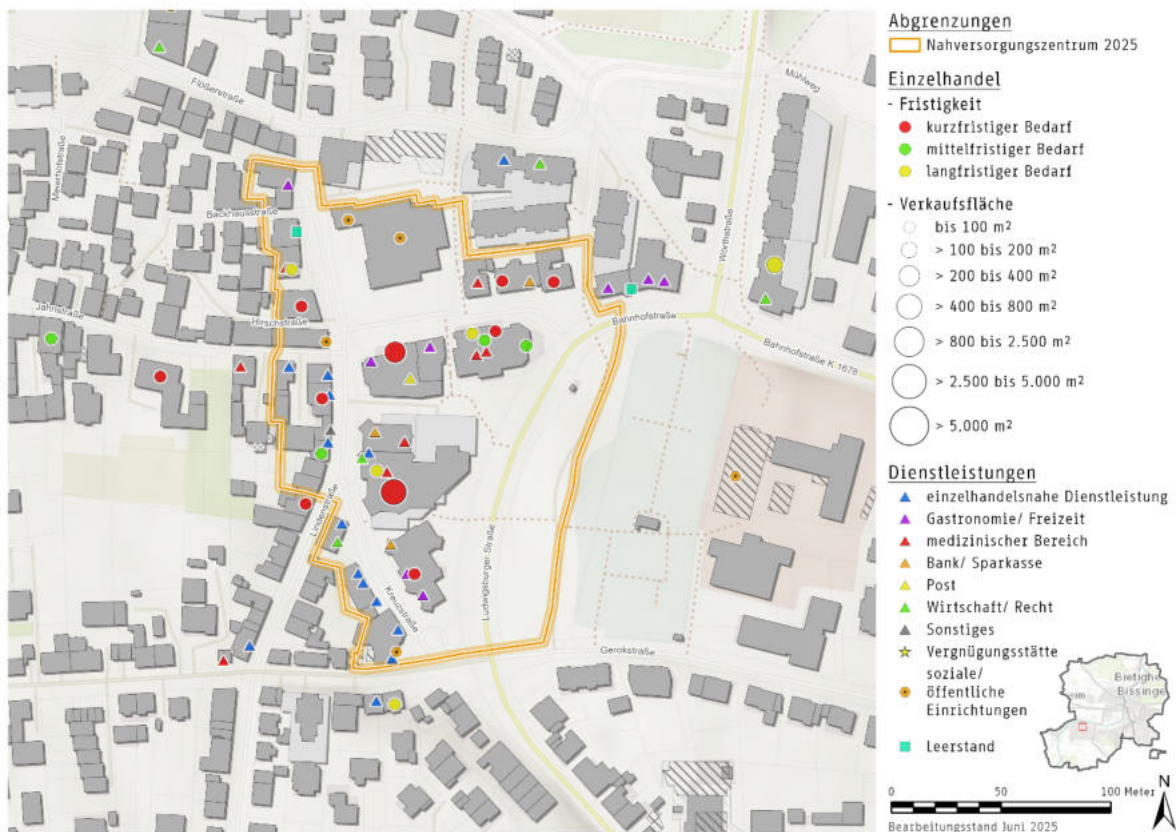 Abgrenzungen
Nahversorgungszentrum 2025
Einzelhandel
- Fristigkeit
kurzfristiger Bedarf
mittelfristiger Bedarf
langfristiger Bedarf
- Verkaufsfläche
bis 100 m²
> 100 bis 200 m²
> 200 bis 400 m²
> 400 bis 800 m²
> 800 bis 2.500 m²
> 2.500 bis 5.000 m²
> 5.000 m²
Dienstleistungen
einzelhandelsnahe Dienstleistung
Gastronomie/ Freizeit
medizinischer Bereich
Bank/ Sparkasse
Post
Wirtschaft/ Recht
Sonstiges
Vergnügungsstätte
soziale/
öffentliche
Einrichtungen
Leerstand
Bietighe
eim
Bissinge
N
0 50 100 Meter
Bearbeitungsstand Juni 2025
Flößerstraße
Mühlweg
Meierhofstraße
Backhausstraße
Wörthstraße
Jahnstraße
Hirschstraße
Bahnhofstraße
Bahnhofstraße K 1678
Lindenstraße
Kreuzstraße
Ludwigsburger Straße
Gerokstraße